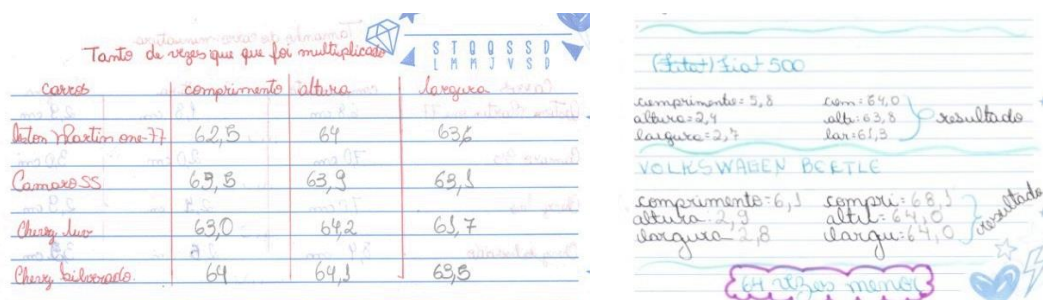 Tanto de vezes que que foi multiplicado
S T Q Q S S D
L M M J V S D
carros comprimento altura largura
Aston Martin one-77 62,5 64 63,6
Camaro SS 63,5 63,9 63,1
Chevy 63,0 64,2 61,7
Chevy Silverado. 64 64,1 63,5
Fiat 500
comprimento = 5,8 com = 64,0
altura = 2,4 alt = 63,8 resultado
largura = 2,7 lar = 61,3
VOLKSWAGEN BEETLE
comprimento = 6,1 compri: 68,1
altura = 2,9 altu = 64,0 resultado
largura 2,8 largu: 64,0
64 vezes menor